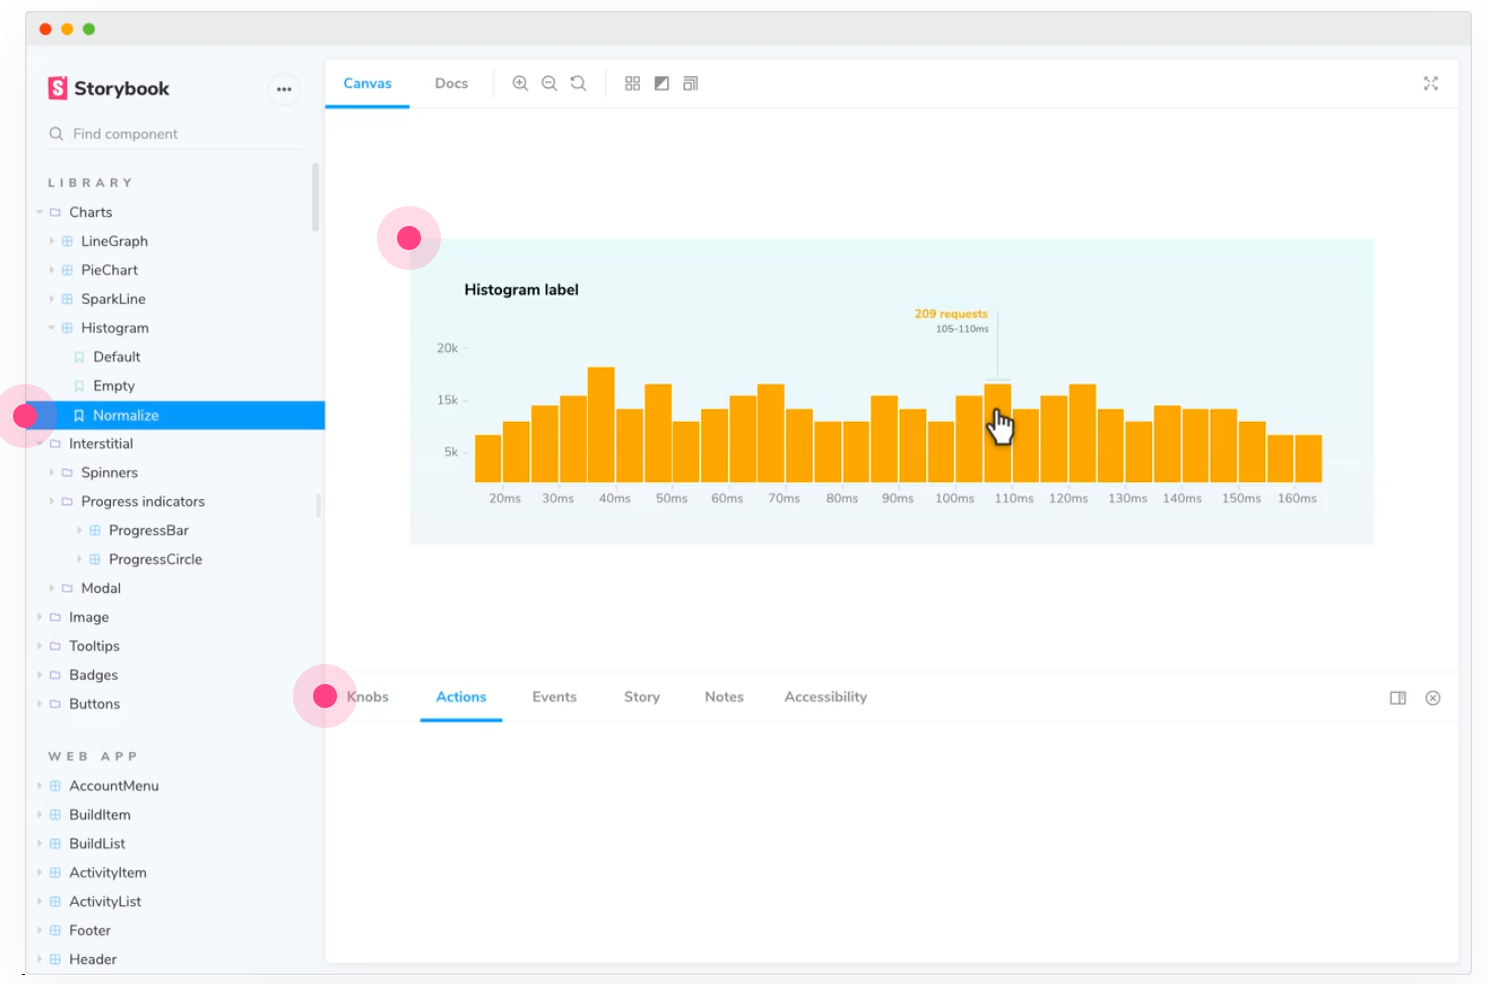 Storybook
Find component
LIBRARY
Charts
LineGraph
PieChart
SparkLine
Histogram
Default
Empty
Normalize
Interstitial
Spinners
Progress indicators
ProgressBar
ProgressCircle
Modal
Image
Tooltips
Badges
Buttons
WEB APP
AccountMenu
BuildItem
BuildList
ActivityItem
ActivityList
Footer
Header
Canvas Docs
Histogram label
209 requests
105–110ms
20k
15k
5k
20ms 30ms 40ms 50ms 60ms 70ms 80ms 90ms 100ms 110ms 120ms 130ms 140ms 150ms 160ms
Knobs Actions Events Story Notes Accessibility